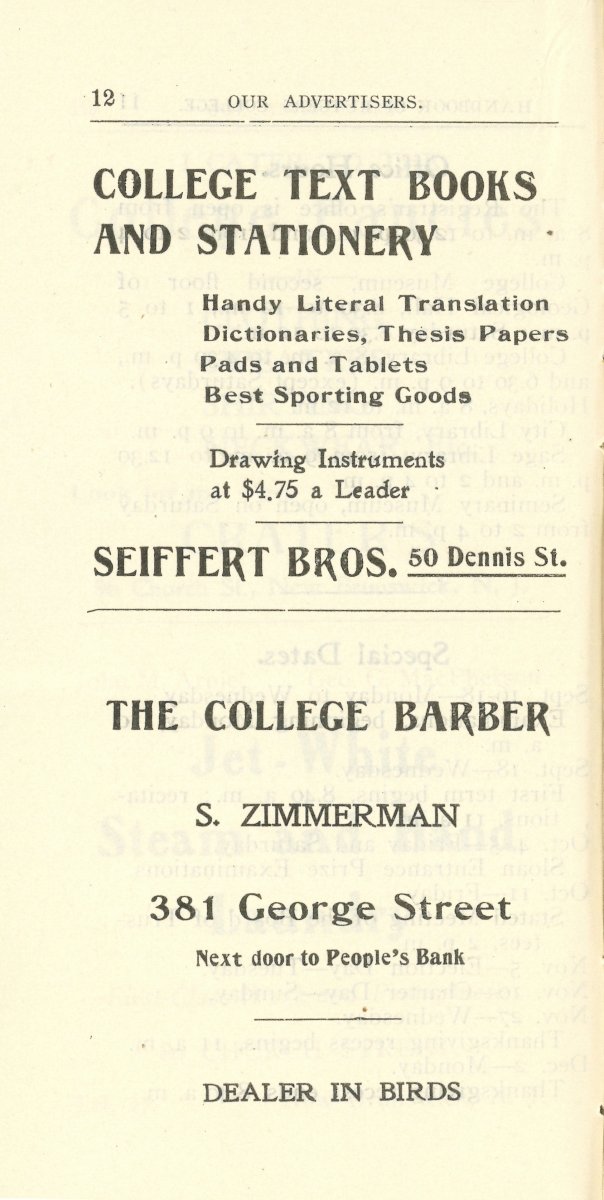 12 OUR ADVERTISERS.
COLLEGE TEXT BOOKS
AND STATIONERY
Handy Literal Translation
Dictionaries, Thesis Papers
Pads and Tablets
Best Sporting Goods
Drawing Instruments
at $4.75 a Leader
SEIFFERT BROS. 50 Dennis St.
THE COLLEGE BARBER
S. ZIMMERMAN
381 George Street
Next door to People's Bank
DEALER IN BIRDS